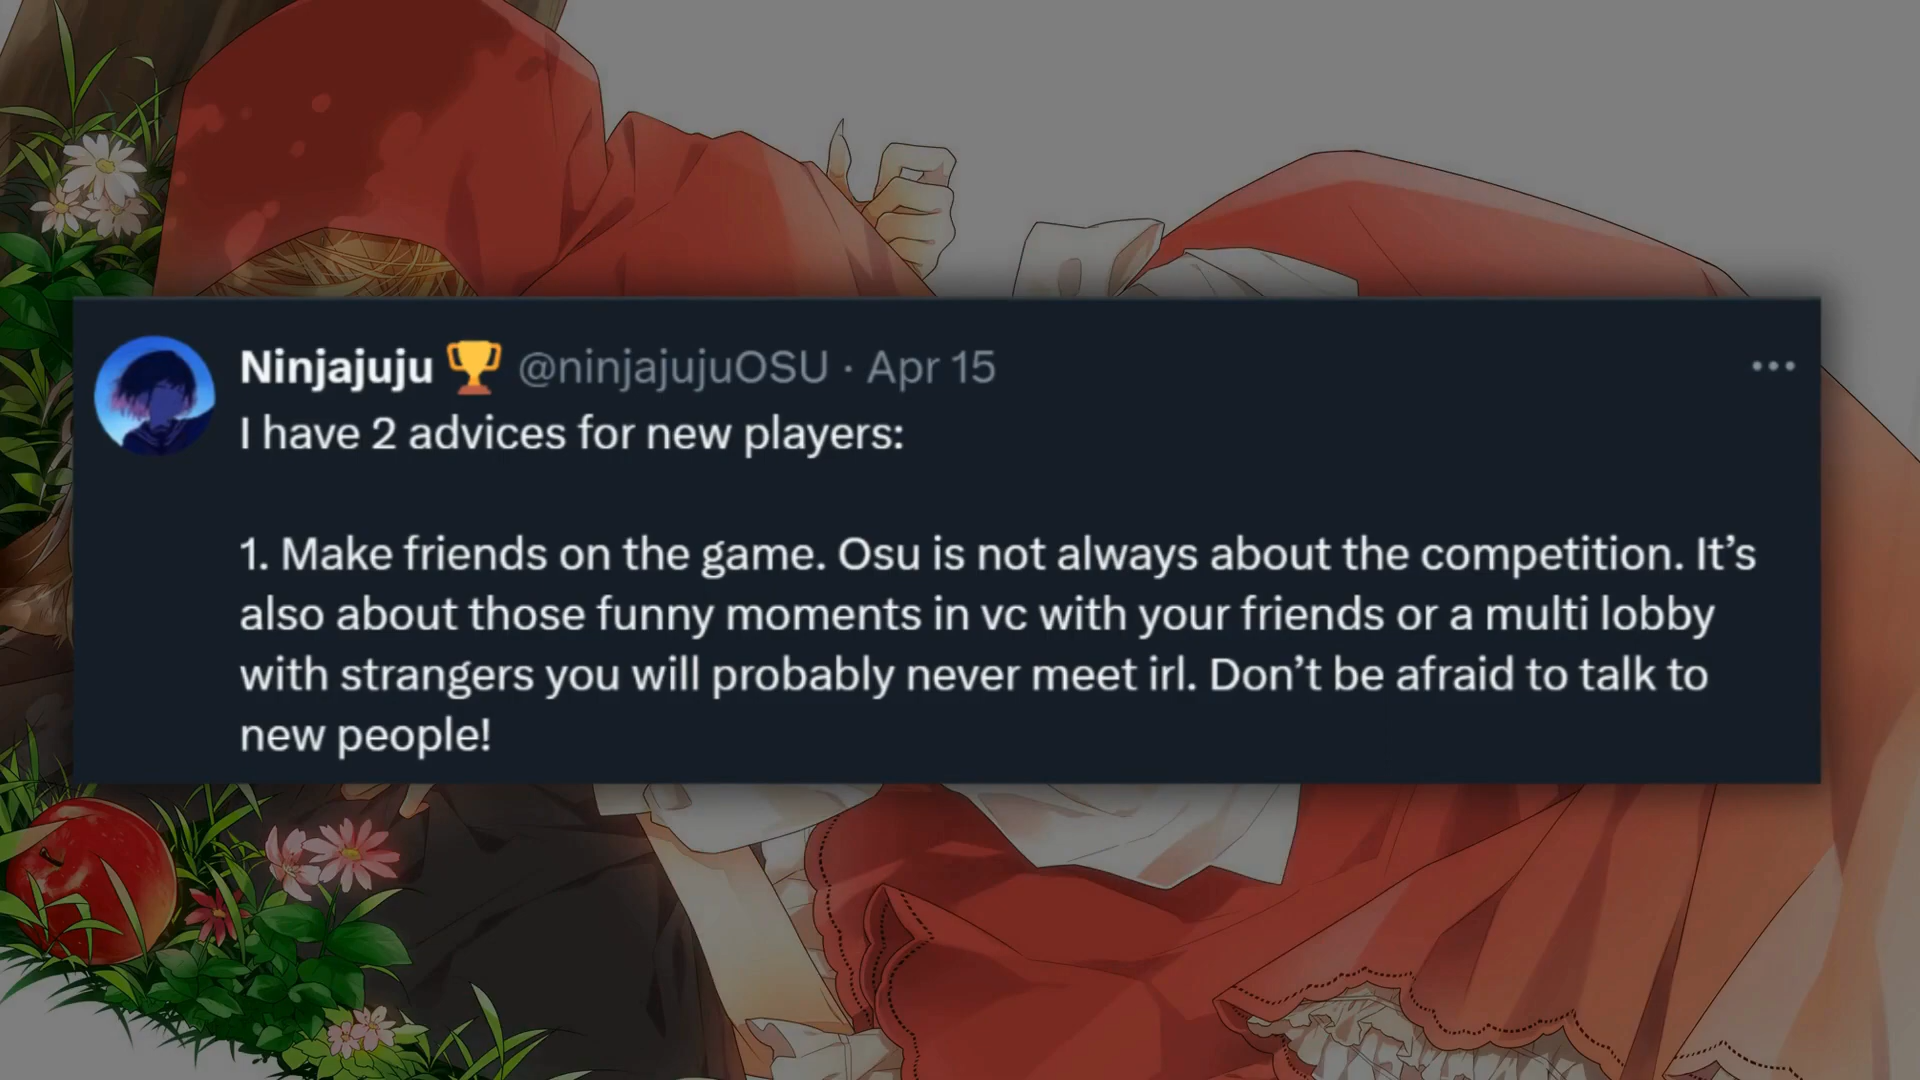 Ninjajuju 🏆 @ninjajujuOSU · Apr 15
I have 2 advices for new players:
1. Make friends on the game. Osu is not always about the competition. It’s
also about those funny moments in vc with your friends or a multi lobby
with strangers you will probably never meet irl. Don’t be afraid to talk to
new people!